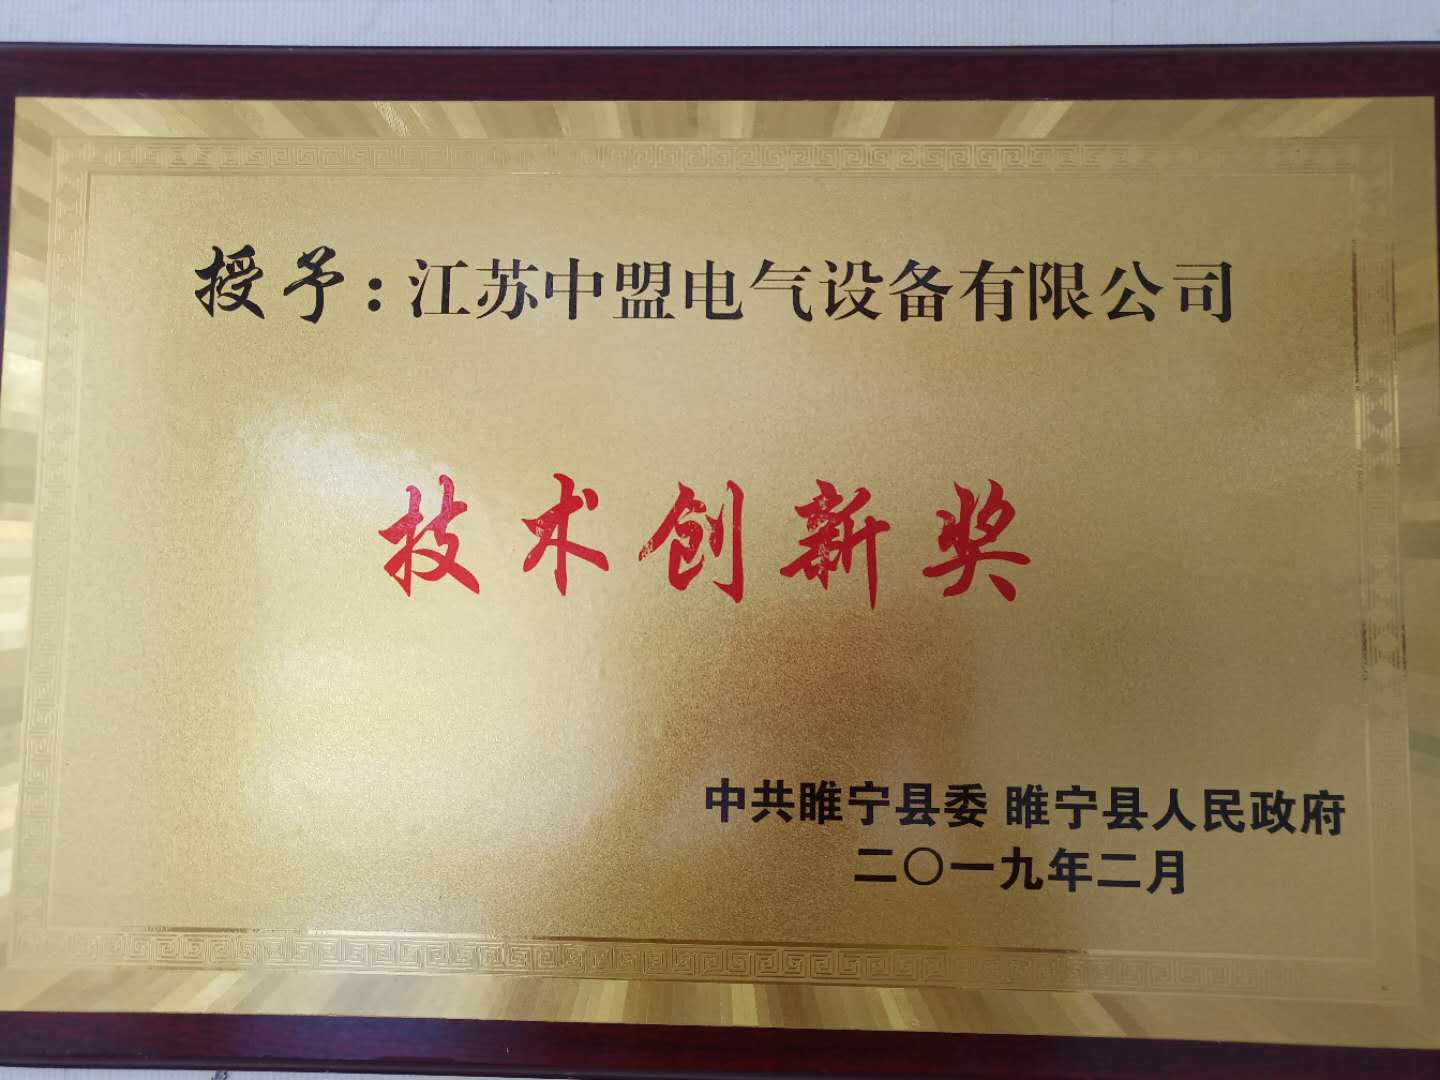 授予:江苏中盟电气设备有限公司
技术创新奖
中共睢宁县委 睢宁县人民政府
二〇一九年二月